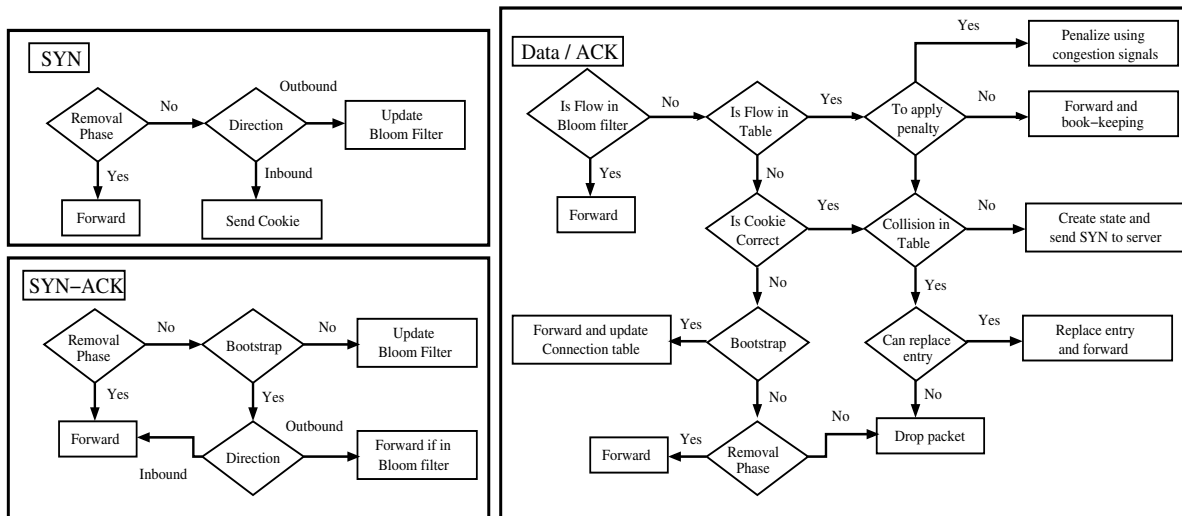 SYN
Removal
Phase
No
Direction
Outbound
Update
Bloom Filter
Yes
Inbound
Forward
Send Cookie
SYN−ACK
Removal
Phase
No
Bootstrap
No
Update
Bloom Filter
Yes
Yes
Forward
Inbound
Direction
Outbound
Forward if in
Bloom filter
Data / ACK
Is Flow in
Bloom filter
No
Is Flow in
Table
Yes
To apply
penalty
Yes
Penalize using
congestion signals
No
Forward and
book−keeping
Yes
Forward
No
Is Cookie
Correct
Yes
Collision in
Table
No
Create state and
send SYN to server
No
Yes
Forward and update
Connection table
Yes
Bootstrap
Can replace
entry
Yes
Replace entry
and forward
No
No
Forward
Yes
Removal
Phase
No
Drop packet